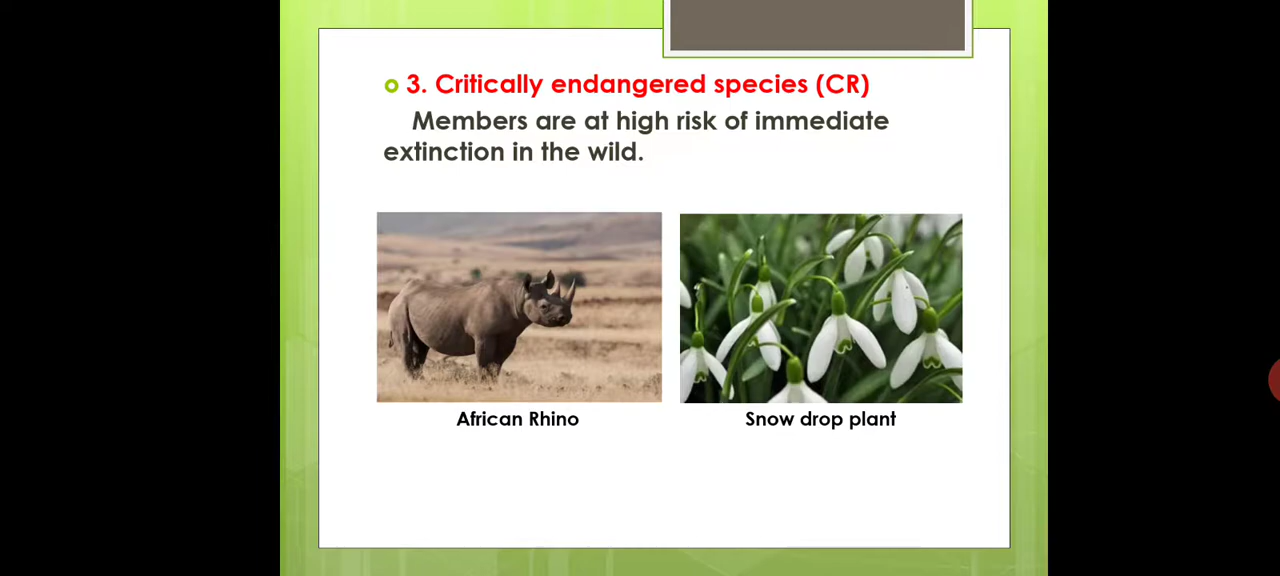 3. Critically endangered species (CR)
Members are at high risk of immediate
extinction in the wild.
African Rhino
Snow drop plant